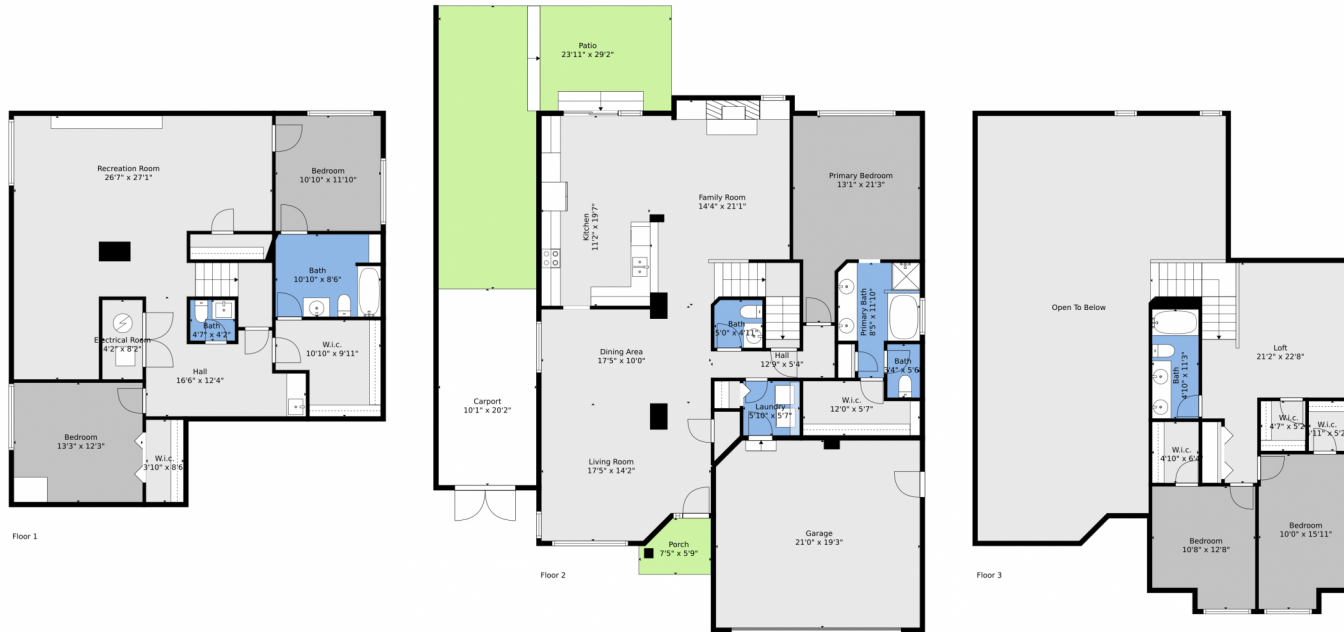 Recreation Room
26'7" x 27'1"
Bedroom
10'10" x 11'10"
Bath
10'10" x 8'6"
Bath
4'7" x 4'2"
Electrical Room
4'2" x 8'2"
W.i.c.
10'10" x 9'11"
Hall
16'6" x 12'4"
Bedroom
13'3" x 12'3"
W.i.c.
3'10" x 8'6"
Floor 1
Patio
23'11" x 29'2"
Kitchen
11'2" x 19'7"
Family Room
14'4" x 21'1"
Primary Bedroom
13'1" x 21'3"
Primary Bath
8'5" x 11'10"
Bath
5'0" x 4'11"
Dining Area
17'5" x 10'0"
Hall
12'9" x 5'4"
Bath
5'4" x 5'6"
Carport
10'1" x 20'2"
Laundry
5'10" x 5'7"
W.i.c.
12'0" x 5'7"
Living Room
17'5" x 14'2"
Garage
21'0" x 19'3"
Porch
7'5" x 5'9"
Floor 2
Open To Below
Loft
21'2" x 22'8"
Bath
4'10" x 11'3"
W.i.c.
4'7" x 5'2"
W.i.c.
W.i.c.
4'10" x 6'4"
Bedroom
10'8" x 12'8"
Bedroom
10'0" x 15'11"
Floor 3